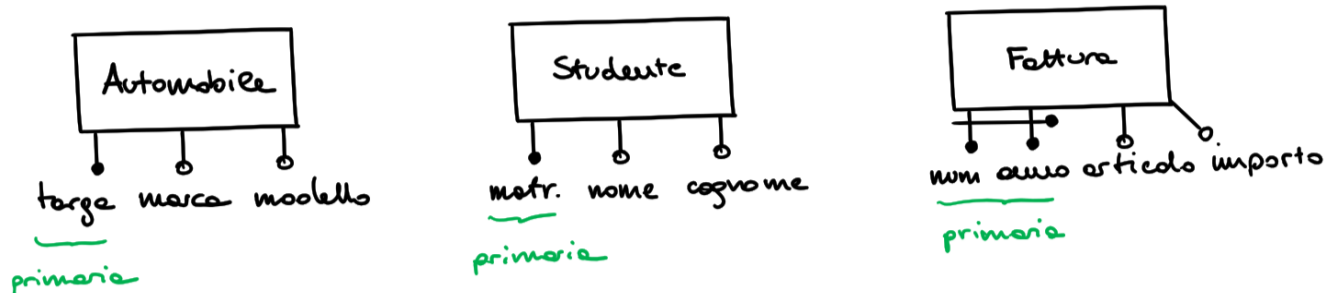 Automobile
targa marca modello
primaria
Studente
matr. nome cognome
primaria
Fattura
num anno articolo importo
primaria